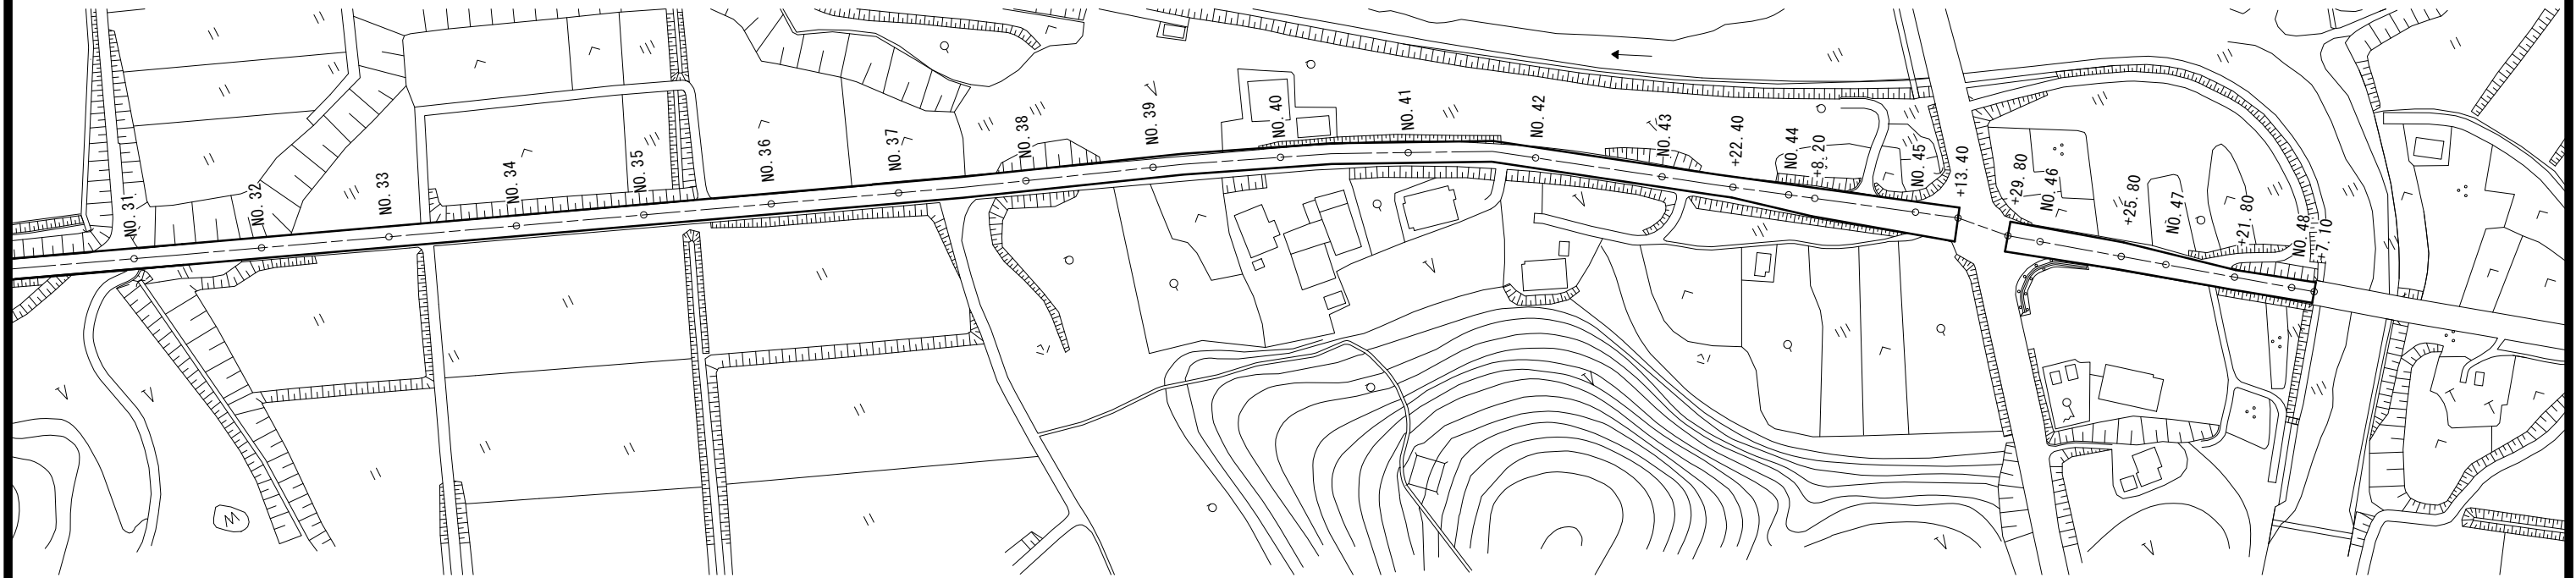 NO. 31
NO. 32
NO. 33
NO. 34
NO. 35
NO. 36
NO. 37
NO. 38
NO. 39
NO. 40
NO. 41
NO. 42
NO. 43
+22. 40
NO. 44
+8. 20
NO. 45
+13. 40
+29. 80
NO. 46
+25. 80
NO. 47
+21. 80
NO. 48
+7. 10